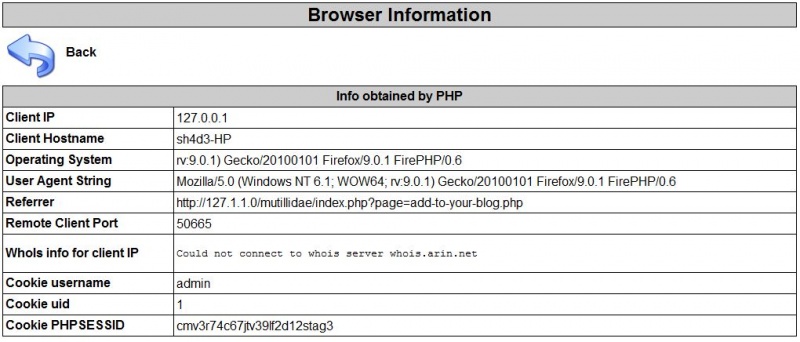 Browser Information
Back
Info obtained by PHP
Client IP 127.0.0.1
Client Hostname sh4d3-HP
Operating System rv:9.0.1) Gecko/20100101 Firefox/9.0.1 FirePHP/0.6
User Agent String Mozilla/5.0 (Windows NT 6.1; WOW64; rv:9.0.1) Gecko/20100101 Firefox/9.0.1 FirePHP/0.6
Referrer http://127.1.1.0/mutillidae/index.php?page=add-to-your-blog.php
Remote Client Port 50665
WhoIs info for client IP Could not connect to whois server whois.arin.net
Cookie username admin
Cookie uid 1
Cookie PHPSESSID cmv3r74c67jtv39lf2d12stag3